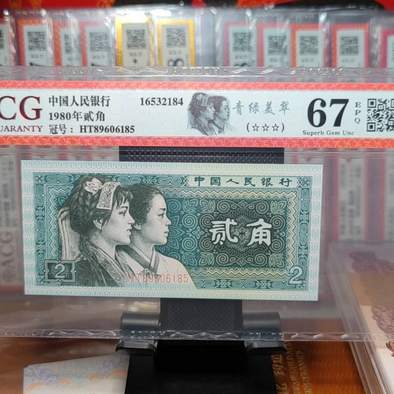 CG
GUARANTY
中国人民银行
1980年贰角
冠号：HT89606185
16532184
青绿美翠
(☆☆☆)
67
EPQ
Superb Gem Unc
中国人民银行
贰角
HT89606185
2
2